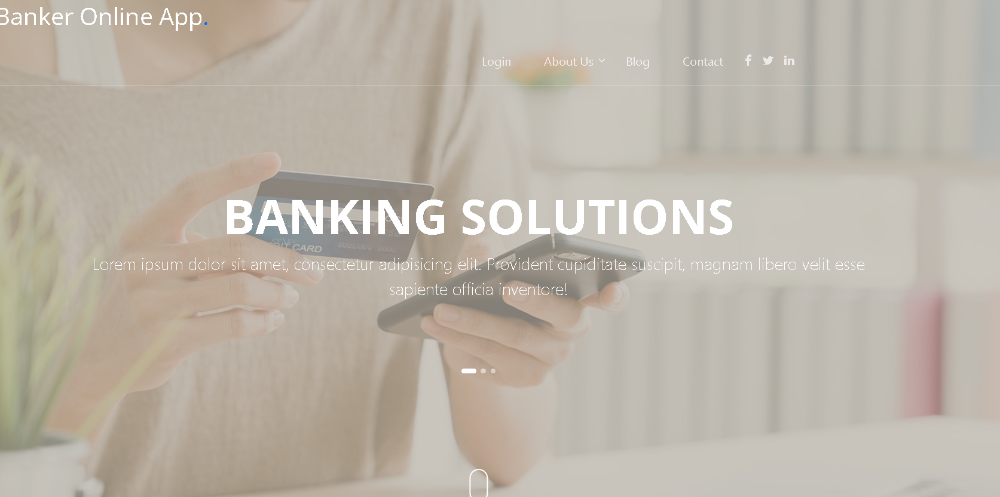 Banker Online App.
Login About Us Blog Contact
BANKING SOLUTIONS
Lorem ipsum dolor sit amet, consectetur adipisicing elit. Provident cupiditate suscipit, magnam libero velit esse
sapiente officia inventore!
CARD